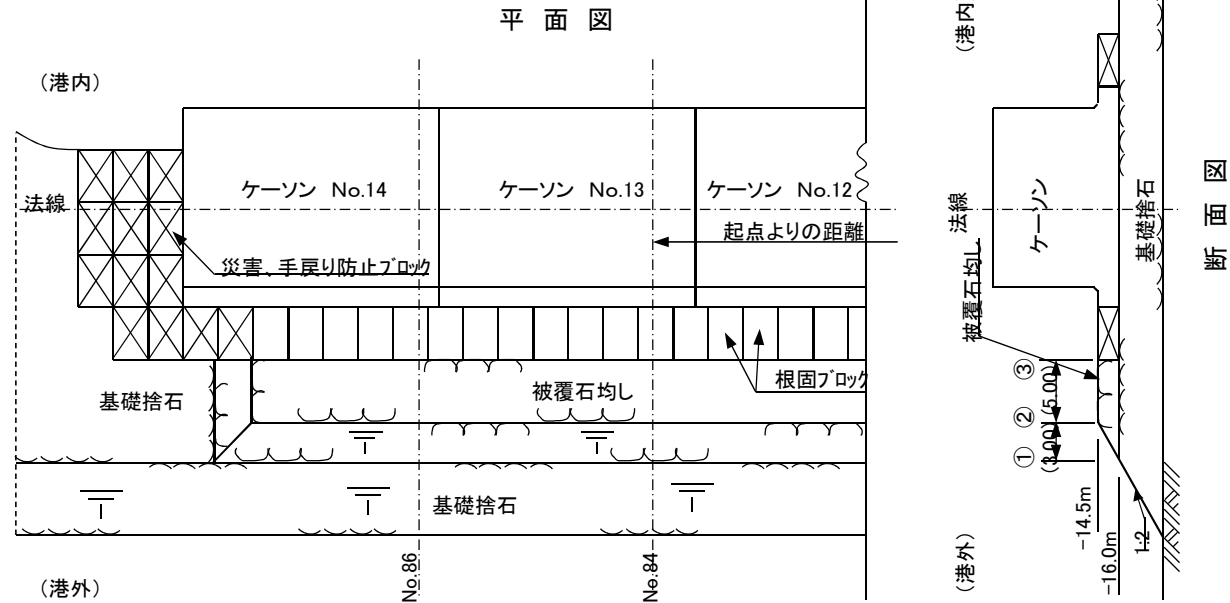 平 面 図
（港内）
ケーソン No.14
ケーソン No.13
ケーソン No.12
法線
起点よりの距離
災害、手戻り防止ブロック
基礎捨石
被覆石均し
根固ブロック
基礎捨石
No.86
No.84
（港外）
（港内
法線
ケーソン
基礎捨石
断 面 図
被覆石均し
③
(5.00)
②
(3.00)
①
-14.5m
-16.0m
1:2
（港外）